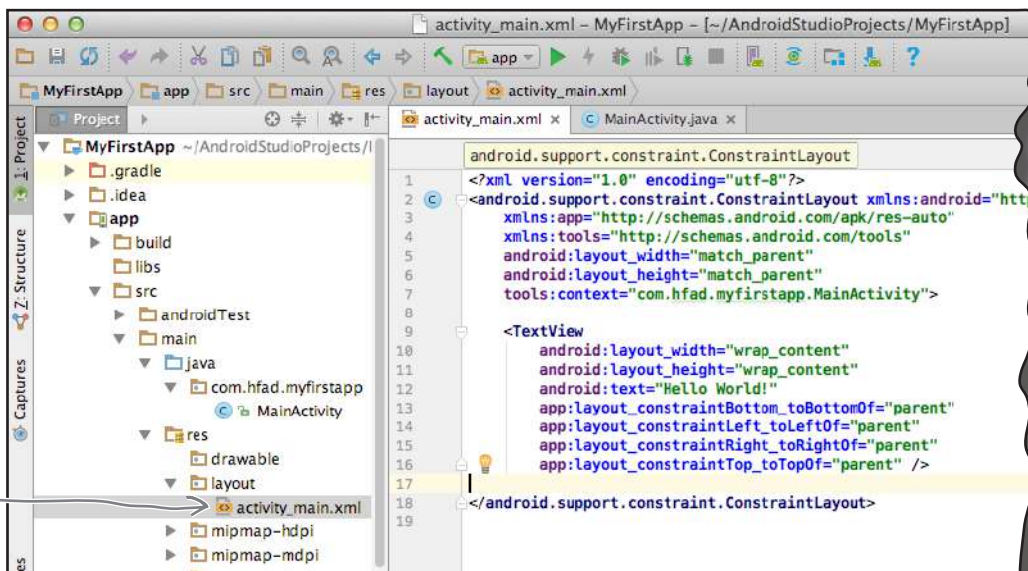 activity_main.xml – MyFirstApp – [~/AndroidStudioProjects/MyFirstApp]
app
MyFirstApp app src main res layout activity_main.xml
1: Project
Project
activity_main.xml × MainActivity.java ×
MyFirstApp ~/AndroidStudioProjects/
.gradle
.idea
app
build
libs
src
androidTest
main
java
com.hfad.myfirstapp
MainActivity
res
drawable
layout
activity_main.xml
mipmap-hdpi
mipmap-mdpi
Z: Structure
Captures
android.support.constraint.ConstraintLayout
1 <?xml version="1.0" encoding="utf-8"?>
2 <android.support.constraint.ConstraintLayout xmlns:android="htt
3 xmlns:app="http://schemas.android.com/apk/res-auto"
4 xmlns:tools="http://schemas.android.com/tools"
5 android:layout_width="match_parent"
6 android:layout_height="match_parent"
7 tools:context="com.hfad.myfirstapp.MainActivity">
8
9 <TextView
10 android:layout_width="wrap_content"
11 android:layout_height="wrap_content"
12 android:text="Hello World!"
13 app:layout_constraintBottom_toBottomOf="parent"
14 app:layout_constraintLeft_toLeftOf="parent"
15 app:layout_constraintRight_toRightOf="parent"
16 app:layout_constraintTop_toTopOf="parent" />
17
18 </android.support.constraint.ConstraintLayout>
19